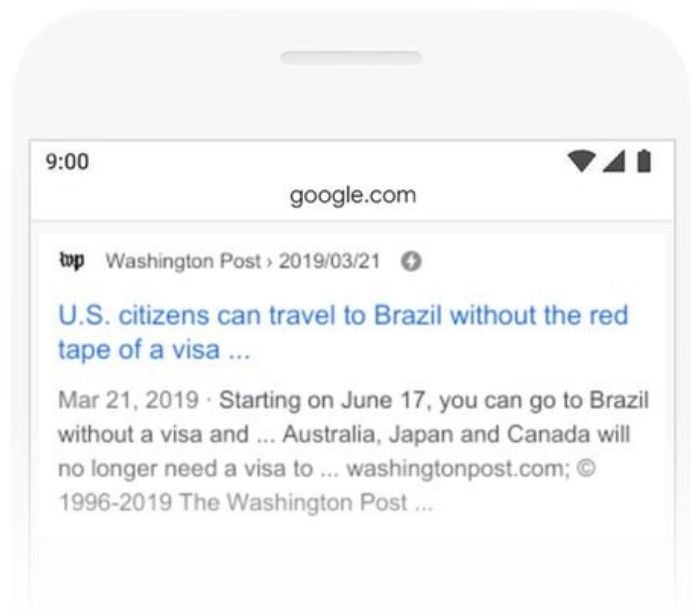 9:00
google.com
wp Washington Post › 2019/03/21
U.S. citizens can travel to Brazil without the red
tape of a visa ...
Mar 21, 2019 · Starting on June 17, you can go to Brazil
without a visa and ... Australia, Japan and Canada will
no longer need a visa to ... washingtonpost.com; ©
1996-2019 The Washington Post ...